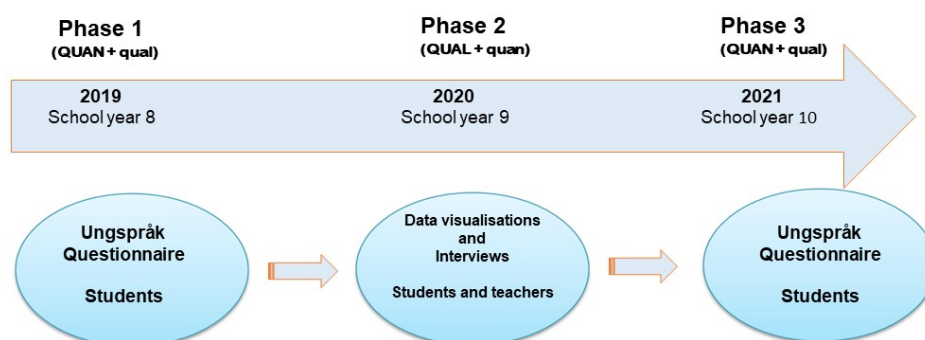 Phase 1
(QUAN + qual)
Phase 2
(QUAL + quan)
Phase 3
(QUAN + qual)
2019
School year 8
2020
School year 9
2021
School year 10
Ungspråk
Questionnaire
Students
Data visualisations
and
Interviews
Students and teachers
Ungspråk
Questionnaire
Students